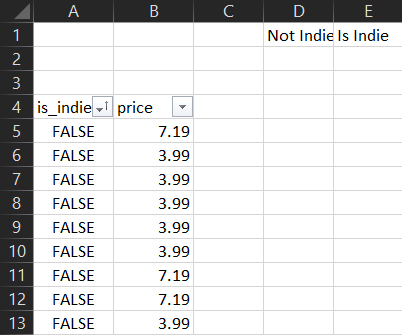 A B C D E
1 Not Indie Is Indie
2
3
4 is_indie price
5 FALSE 7.19
6 FALSE 3.99
7 FALSE 3.99
8 FALSE 3.99
9 FALSE 3.99
10 FALSE 3.99
11 FALSE 7.19
12 FALSE 7.19
13 FALSE 3.99